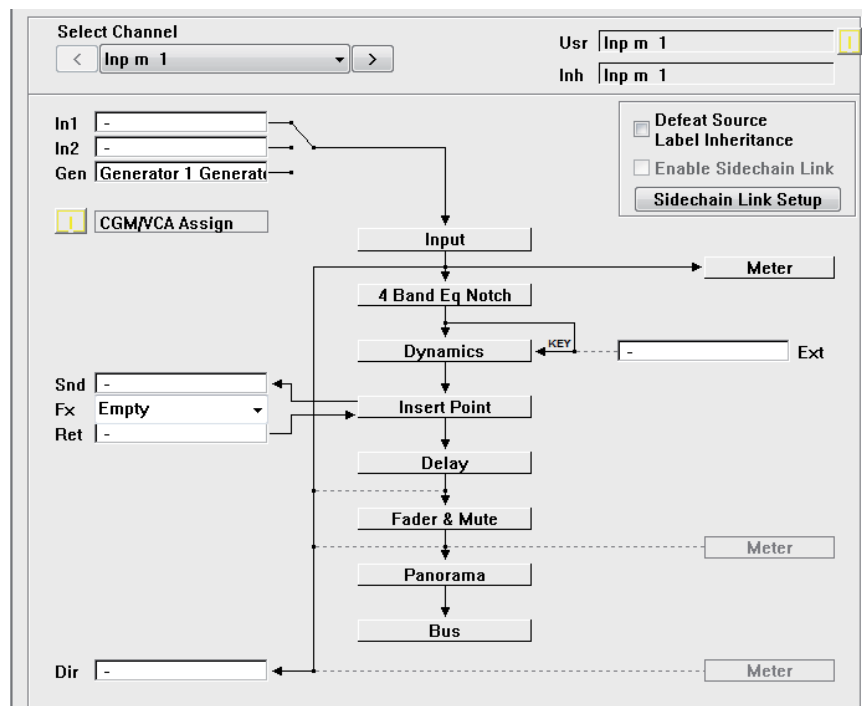 Select Channel
< Inp m 1 >
Usr Inp m 1
Inh Inp m 1
In1 -
In2 -
Gen Generator 1 Generato
Defeat Source
Label Inheritance
Enable Sidechain Link
Sidechain Link Setup
CGM/VCA Assign
Input
Meter
4 Band Eq Notch
Dynamics
KEY
- Ext
Snd -
Fx Empty
Ret -
Insert Point
Delay
Fader & Mute
Meter
Panorama
Bus
Dir -
Meter